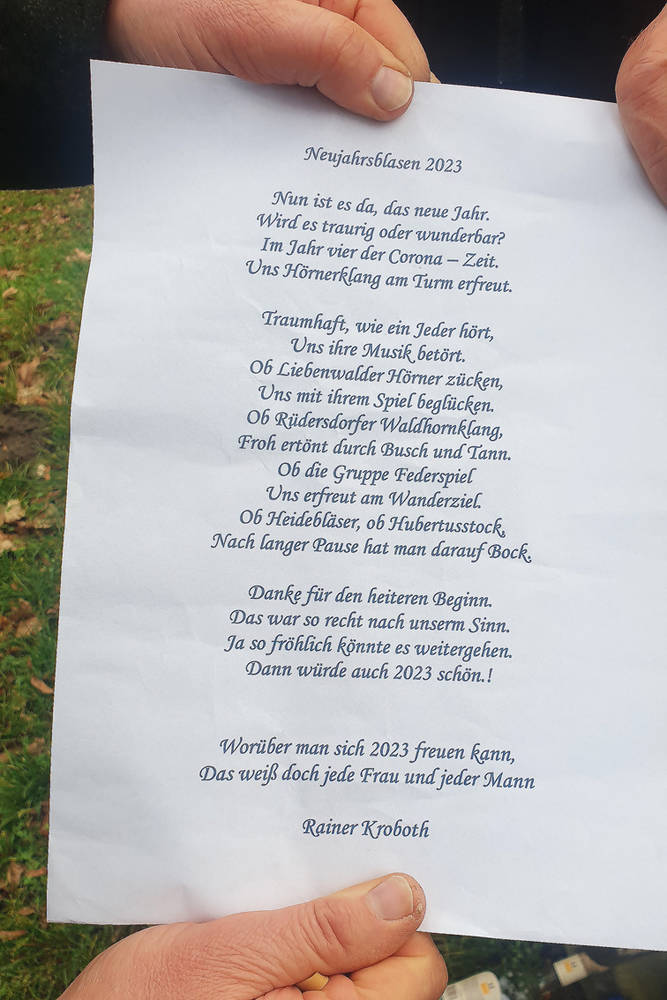 Neujahrsblasen 2023
Nun ist es da, das neue Jahr.
Wird es traurig oder wunderbar?
Im Jahr vier der Corona – Zeit.
Uns Hörnerklang am Turm erfreut.
Traumhaft, wie ein Jeder hört,
Uns ihre Musik betört.
Ob Liebenwalder Hörner zücken,
Uns mit ihrem Spiel beglücken.
Ob Rüdersdorfer Waldhornklang,
Froh ertönt durch Busch und Tann.
Ob die Gruppe Federspiel
Uns erfreut am Wanderziel.
Ob Heidebläser, ob Hubertusstock,
Nach langer Pause hat man darauf Bock.
Danke für den heiteren Beginn.
Das war so recht nach unserm Sinn.
Ja so fröhlich könnte es weitergehen.
Dann würde auch 2023 schön.!
Worüber man sich 2023 freuen kann,
Das weiß doch jede Frau und jeder Mann
Rainer Kroboth